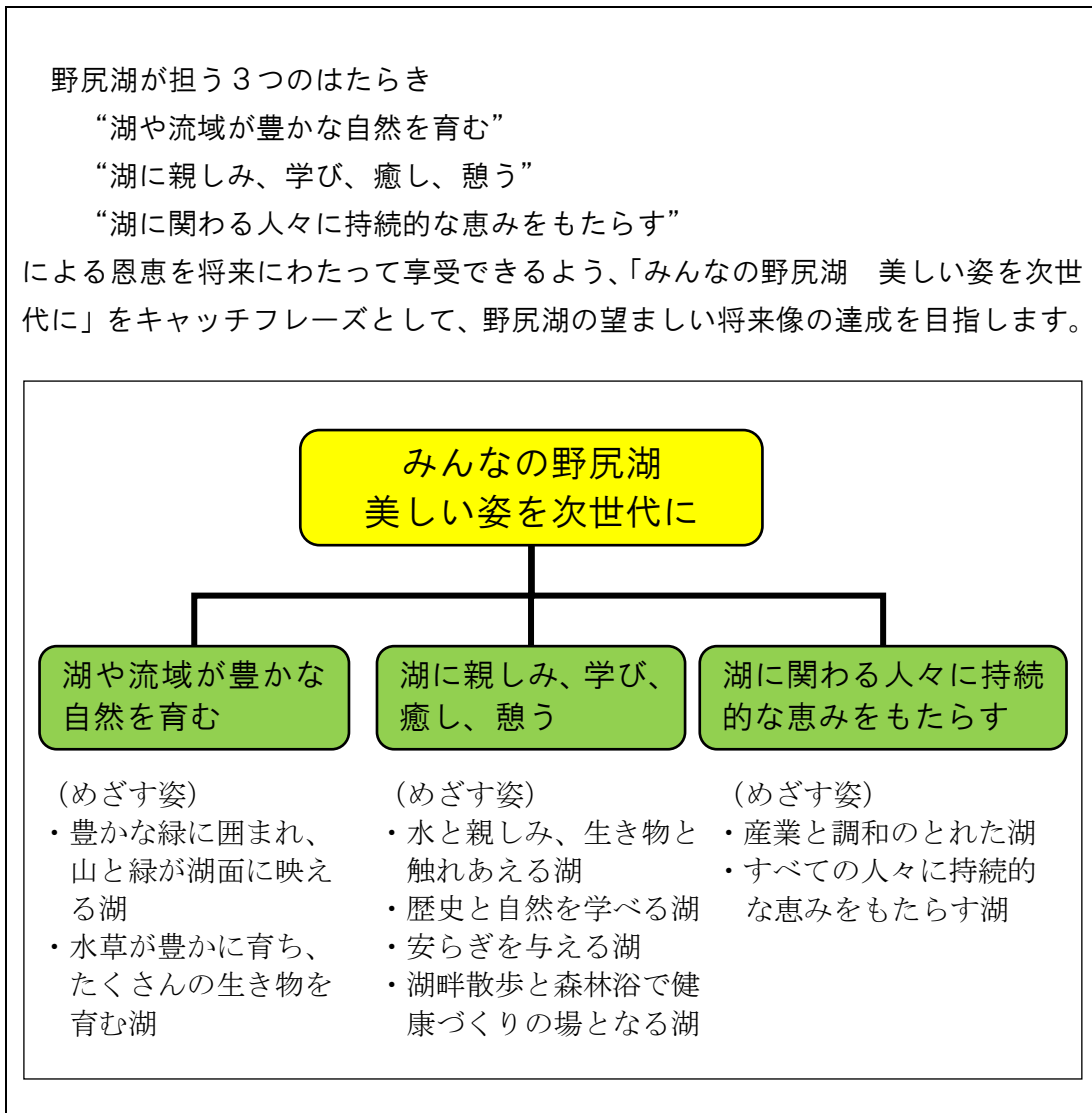 野尻湖が担う３つのはたらき
“湖や流域が豊かな自然を育む”
“湖に親しみ、学び、癒し、憩う”
“湖に関わる人々に持続的な恵みをもたらす”
による恩恵を将来にわたって享受できるよう、「みんなの野尻湖　美しい姿を次世
代に」をキャッチフレーズとして、野尻湖の望ましい将来像の達成を目指します。
みんなの野尻湖
美しい姿を次世代に
湖や流域が豊かな
自然を育む
（めざす姿）
・豊かな緑に囲まれ、
山と緑が湖面に映え
る湖
・水草が豊かに育ち、
たくさんの生き物を
育む湖
湖に親しみ、学び、
癒し、憩う
（めざす姿）
・水と親しみ、生き物と
触れあえる湖
・歴史と自然を学べる湖
・安らぎを与える湖
・湖畔散歩と森林浴で健
康づくりの場となる湖
湖に関わる人々に持続
的な恵みをもたらす
（めざす姿）
・産業と調和のとれた湖
・すべての人々に持続的
な恵みをもたらす湖